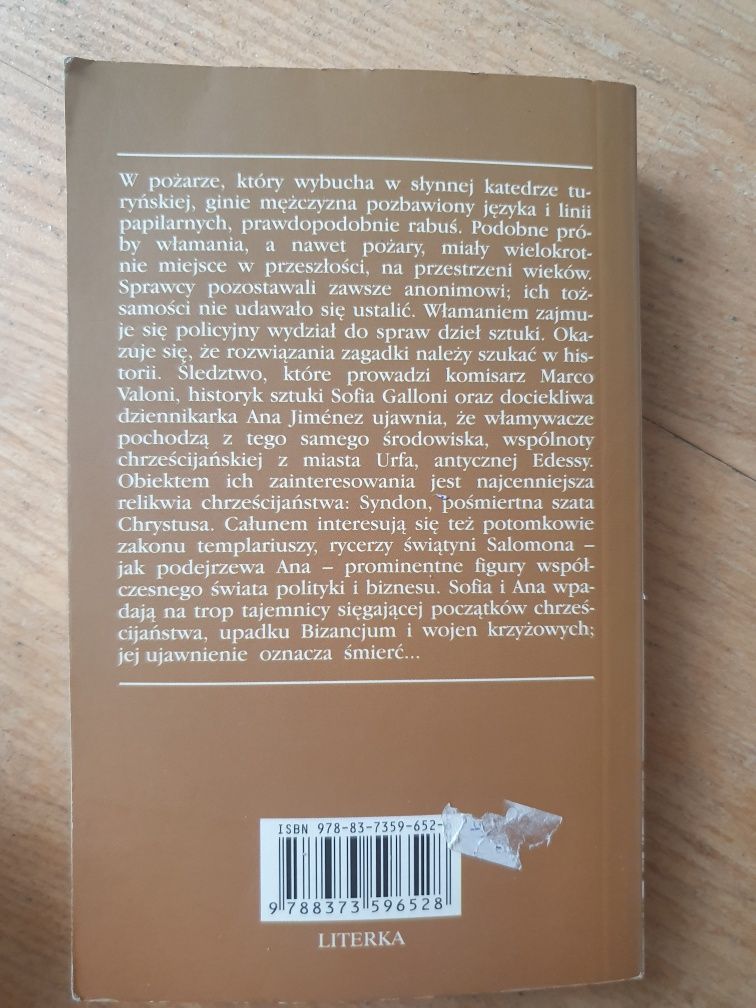 W pożarze, który wybucha w słynnej katedrze tu-
ryńskiej, ginie mężczyzna pozbawiony języka i linii
papilarnych, prawdopodobnie rabuś. Podobne pró-
by włamania, a nawet pożary, miały wielokrot-
nie miejsce w przeszłości, na przestrzeni wieków.
Sprawcy pozostawali zawsze anonimowi; ich toż-
samości nie udawało się ustalić. Włamaniem zajmu-
je się policyjny wydział do spraw dzieł sztuki. Oka-
zuje się, że rozwiązania zagadki należy szukać w his-
torii. Śledztwo, które prowadzi komisarz Marco
Valoni, historyk sztuki Sofia Galloni oraz dociekliwa
dziennikarka Ana Jiménez ujawnia, że włamywacze
pochodzą z tego samego środowiska, wspólnoty
chrześcijańskiej z miasta Urfa, antycznej Edessy.
Obiektem ich zainteresowania jest najcenniejsza
relikwia chrześcijaństwa: Syndon, pośmiertna szata
Chrystusa. Całunem interesują się też potomkowie
zakonu templariuszy, rycerzy świątyni Salomona –
jak podejrzewa Ana – prominentne figury współ-
czesnego świata polityki i biznesu. Sofia i Ana wpa-
dają na trop tajemnicy sięgającej początków chrześ-
cijaństwa, upadku Bizancjum i wojen krzyżowych;
jej ujawnienie oznacza śmierć...
ISBN 978-83-7359-652-
9 788373 596528
LITERKA